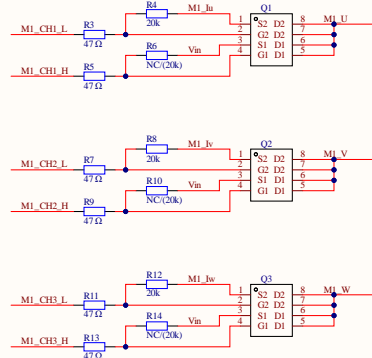 R4 M1_Iu Q1
20k
M1_CH1_L R3 1 S2 D2 8 M1_U
47Ω 2 G2 D2 7
R6 Vin 3 S1 D1 6
M1_CH1_H R5 NC/(20k) 4 G1 D1 5
47Ω
R8 M1_Iv Q2
20k
M1_CH2_L R7 1 S2 D2 8 M1_V
47Ω 2 G2 D2 7
R10 Vin 3 S1 D1 6
M1_CH2_H R9 NC/(20k) 4 G1 D1 5
47Ω
R12 M1_Iw Q3
20k
M1_CH3_L R11 1 S2 D2 8 M1_W
47Ω 2 G2 D2 7
R14 Vin 3 S1 D1 6
M1_CH3_H R13 NC/(20k) 4 G1 D1 5
47Ω